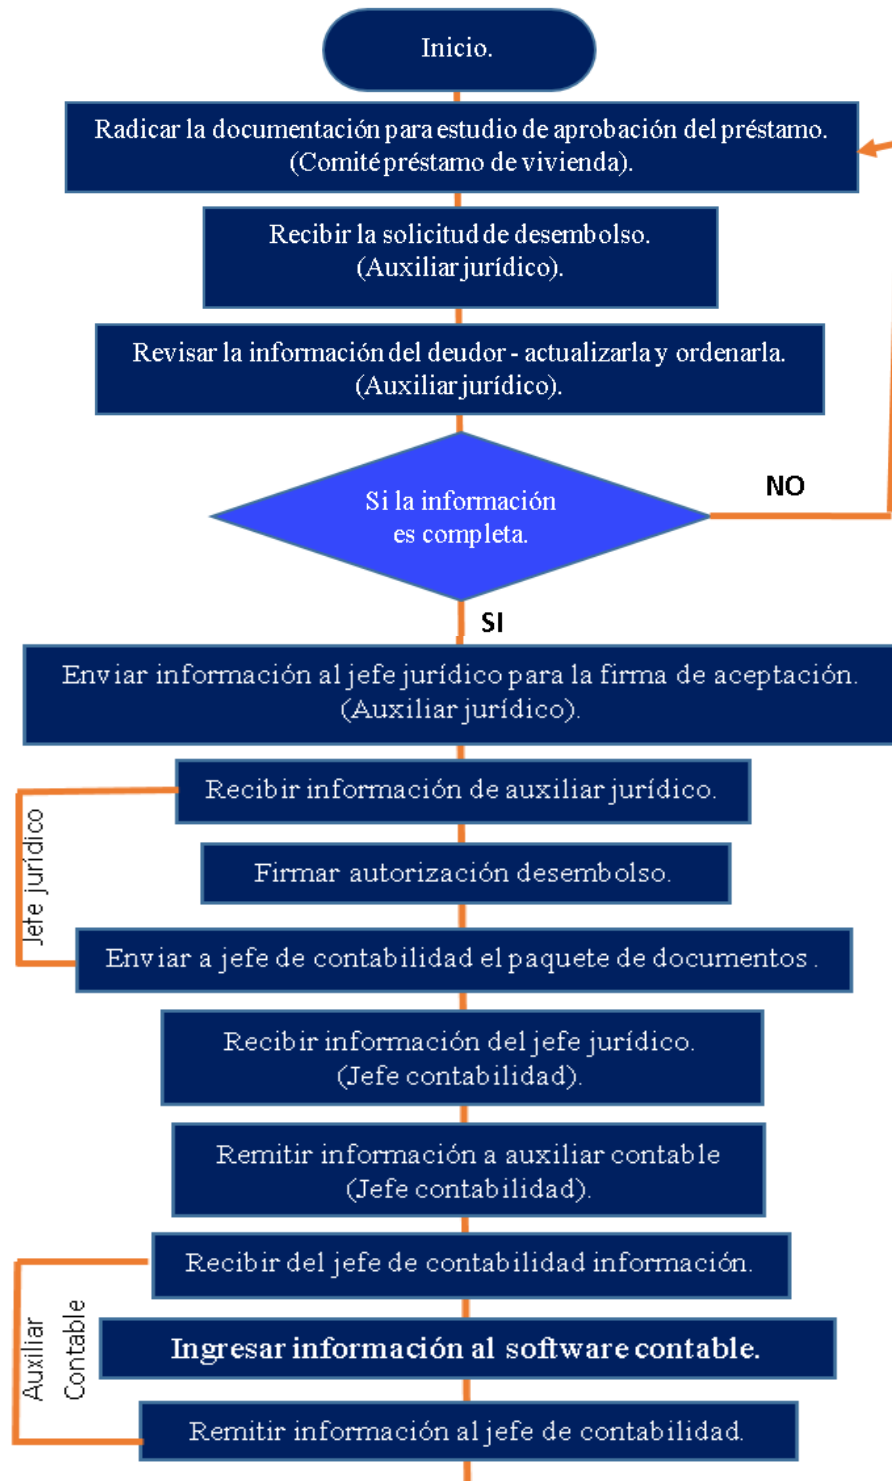 Inicio.
Radicar la documentación para estudio de aprobación del préstamo.
(Comité préstamo de vivienda).
Recibir la solicitud de desembolso.
(Auxiliar jurídico).
Revisar la información del deudor - actualizarla y ordenarla.
(Auxiliar jurídico).
Si la información
es completa.
NO
SI
Enviar información al jefe jurídico para la firma de aceptación.
(Auxiliar jurídico).
Recibir información de auxiliar jurídico.
Jefe jurídico
Firmar autorización desembolso.
Enviar a jefe de contabilidad el paquete de documentos .
Recibir información del jefe jurídico.
(Jefe contabilidad).
Remitir información a auxiliar contable
(Jefe contabilidad).
Recibir del jefe de contabilidad información.
Auxiliar
Contable
Ingresar información al software contable.
Remitir información al jefe de contabilidad.